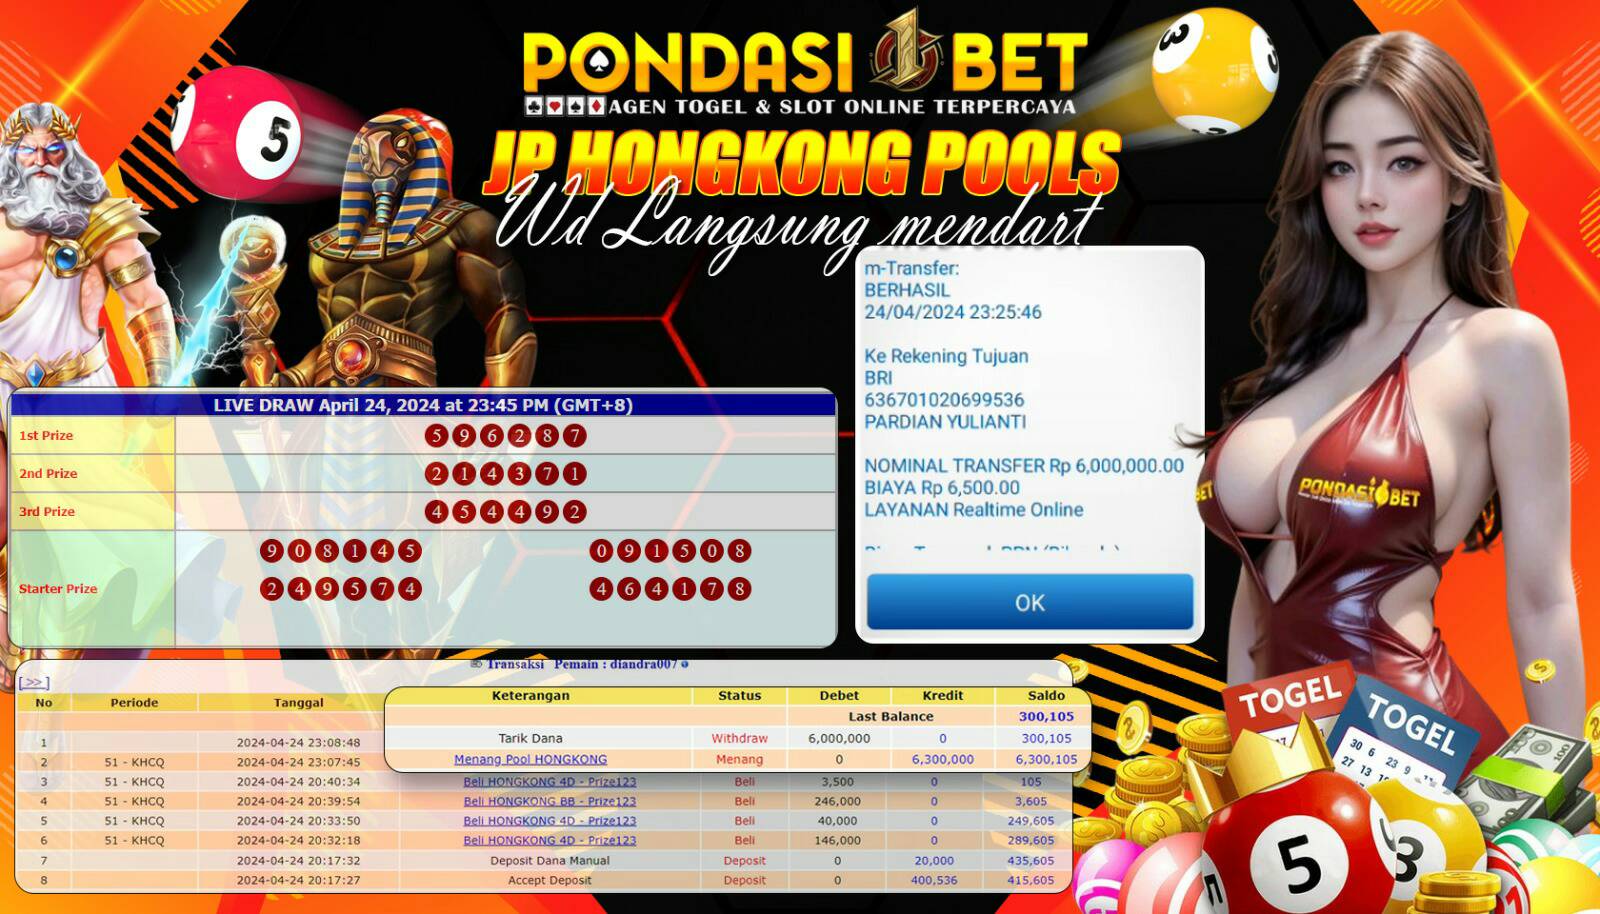 PONDASI 1 BET
AGEN TOGEL & SLOT ONLINE TERPERCAYA
JP HONGKONG POOLS
Wd Langsung mendart
m-Transfer:
BERHASIL
24/04/2024 23:25:46
Ke Rekening Tujuan
BRI
636701020699536
PARDIAN YULIANTI
NOMINAL TRANSFER Rp 6,000,000.00
BIAYA Rp 6,500.00
LAYANAN Realtime Online
OK
LIVE DRAW April 24, 2024 at 23:45 PM (GMT+8)
1st Prize 5 9 6 2 8 7
2nd Prize 2 1 4 3 7 1
3rd Prize 4 5 4 4 9 2
9 0 8 1 4 5 0 9 1 5 0 8
Starter Prize 2 4 9 5 7 4 4 6 4 1 7 8
Transaksi Pemain : diandra007
[ >> ]
No Periode Tanggal Keterangan Status Debet Kredit Saldo
Last Balance 300,105
1 2024-04-24 23:08:48 Tarik Dana Withdraw 6,000,000 0 300,105
2 51 - KHCQ 2024-04-24 23:07:45 Menang Pool HONGKONG Menang 0 6,300,000 6,300,105
3 51 - KHCQ 2024-04-24 20:40:34 Beli HONGKONG 4D - Prize123 Beli 3,500 0 105
4 51 - KHCQ 2024-04-24 20:39:54 Beli HONGKONG BB - Prize123 Beli 246,000 0 3,605
5 51 - KHCQ 2024-04-24 20:33:50 Beli HONGKONG 4D - Prize123 Beli 40,000 0 249,605
6 51 - KHCQ 2024-04-24 20:32:18 Beli HONGKONG 4D - Prize123 Beli 146,000 0 289,605
7 2024-04-24 20:17:32 Deposit Dana Manual Deposit 0 20,000 435,605
8 2024-04-24 20:17:27 Accept Deposit Deposit 0 400,536 415,605
5
3
BET
PONDASI BET
TOGEL
TOGEL
30 6 23 9
27 13
5
3